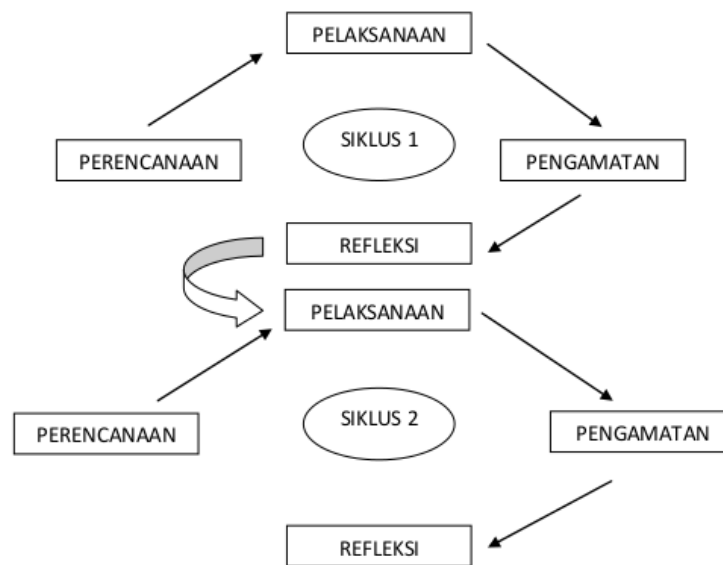 PELAKSANAAN
SIKLUS 1
PERENCANAAN
PENGAMATAN
REFLEKSI
PELAKSANAAN
SIKLUS 2
PERENCANAAN
PENGAMATAN
REFLEKSI